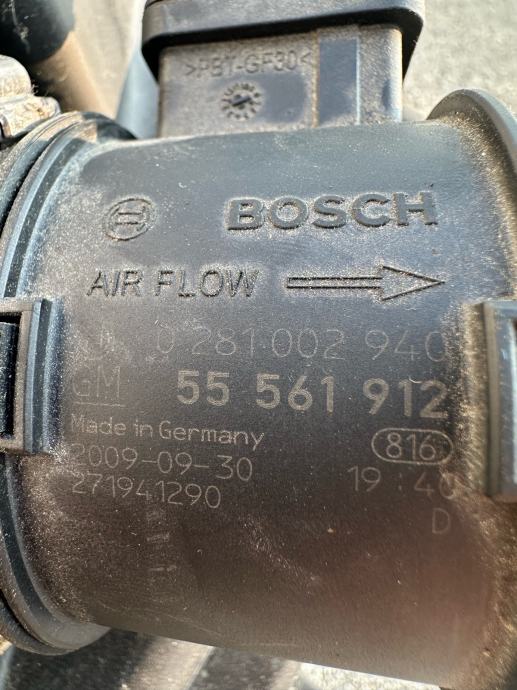 >PBT-GF30<
BOSCH
AIR FLOW
0 281 002 940
GM 55 561 912
Made in Germany
816
2009-09-30 19 40
271941290
D